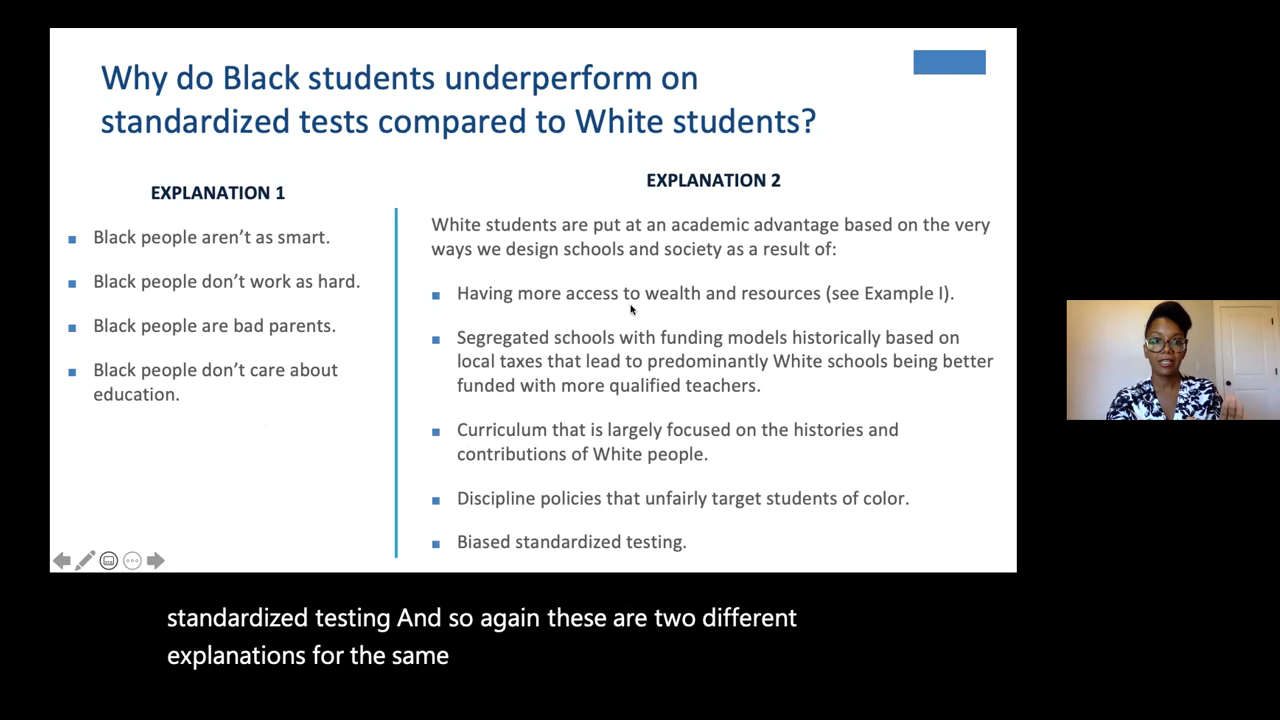 Why do Black students underperform on
standardized tests compared to White students?
EXPLANATION 1
Black people aren’t as smart.
Black people don’t work as hard.
Black people are bad parents.
Black people don’t care about
education.
EXPLANATION 2
White students are put at an academic advantage based on the very
ways we design schools and society as a result of:
Having more access to wealth and resources (see Example I).
Segregated schools with funding models historically based on
local taxes that lead to predominantly White schools being better
funded with more qualified teachers.
Curriculum that is largely focused on the histories and
contributions of White people.
Discipline policies that unfairly target students of color.
Biased standardized testing.
standardized testing And so again these are two different
explanations for the same